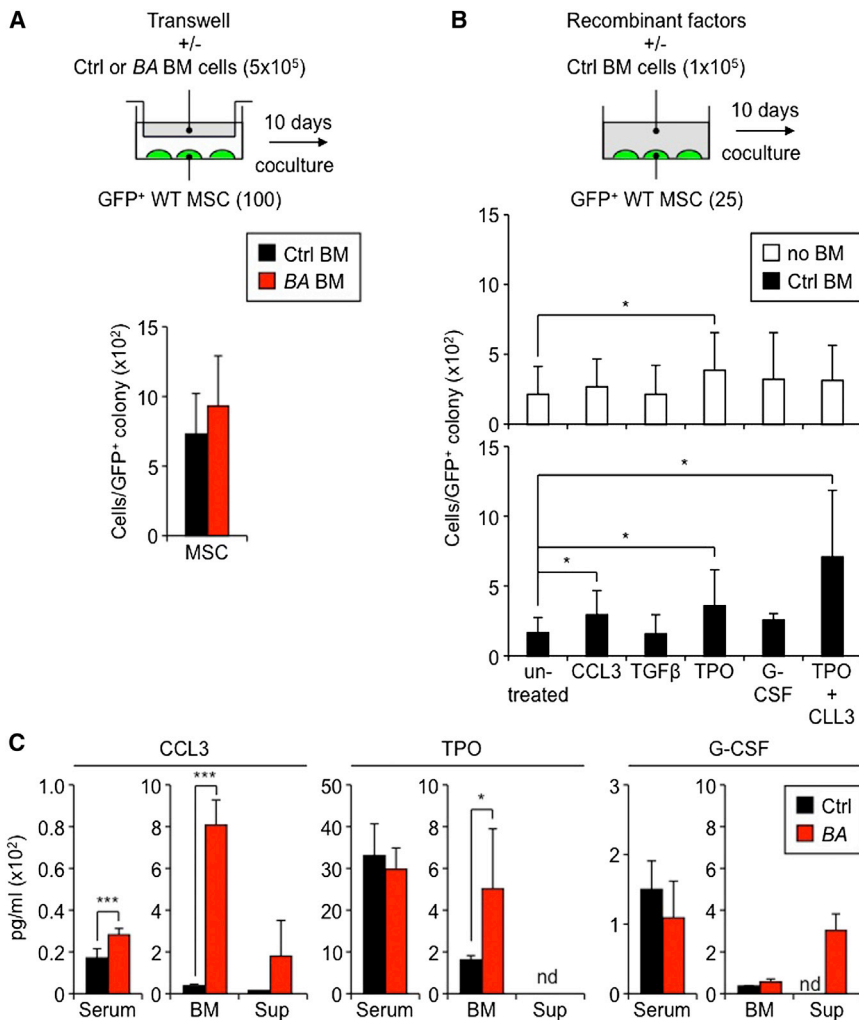 A
Transwell
+/-
Ctrl or BA BM cells (5x10⁵)
10 days
coculture
GFP⁺ WT MSC (100)
Ctrl BM
BA BM
Cells/GFP⁺ colony (x10²)
15
10
5
0
MSC
B
Recombinant factors
+/-
Ctrl BM cells (1x10⁵)
10 days
coculture
GFP⁺ WT MSC (25)
no BM
Ctrl BM
Cells/GFP⁺ colony (x10²)
15
10
5
0
*
15
10
5
0
*
*
*
un-
treated
CCL3
TGFβ
TPO
G-
CSF
TPO
+
CLL3
C
CCL3
TPO
G-CSF
Ctrl
BA
pg/ml (x10²)
1.0
0.8
0.6
0.4
0.2
0
***
Serum
10
8
6
4
2
0
***
BM
Sup
50
40
30
20
10
0
Serum
10
8
6
4
2
0
*
nd
BM
Sup
3
2
1
0
Serum
10
8
6
4
2
0
nd
BM
Sup